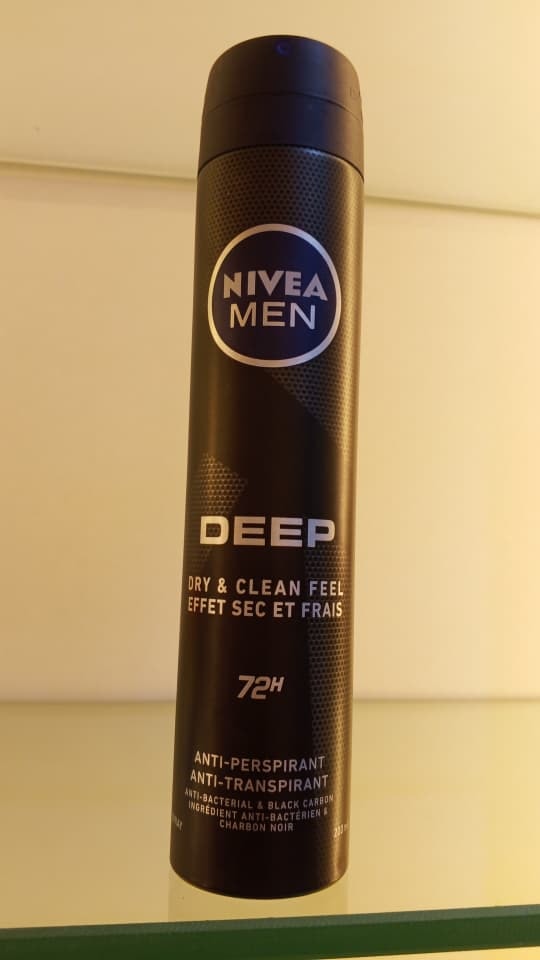 NIVEA
MEN
DEEP
DRY & CLEAN FEEL
EFFET SEC ET FRAIS
72H
ANTI-PERSPIRANT
ANTI-TRANSPIRANT
ANTI-BACTERIAL & BLACK CARBON
INGRÉDIENT ANTI-BACTÉRIEN &
CHARBON NOIR